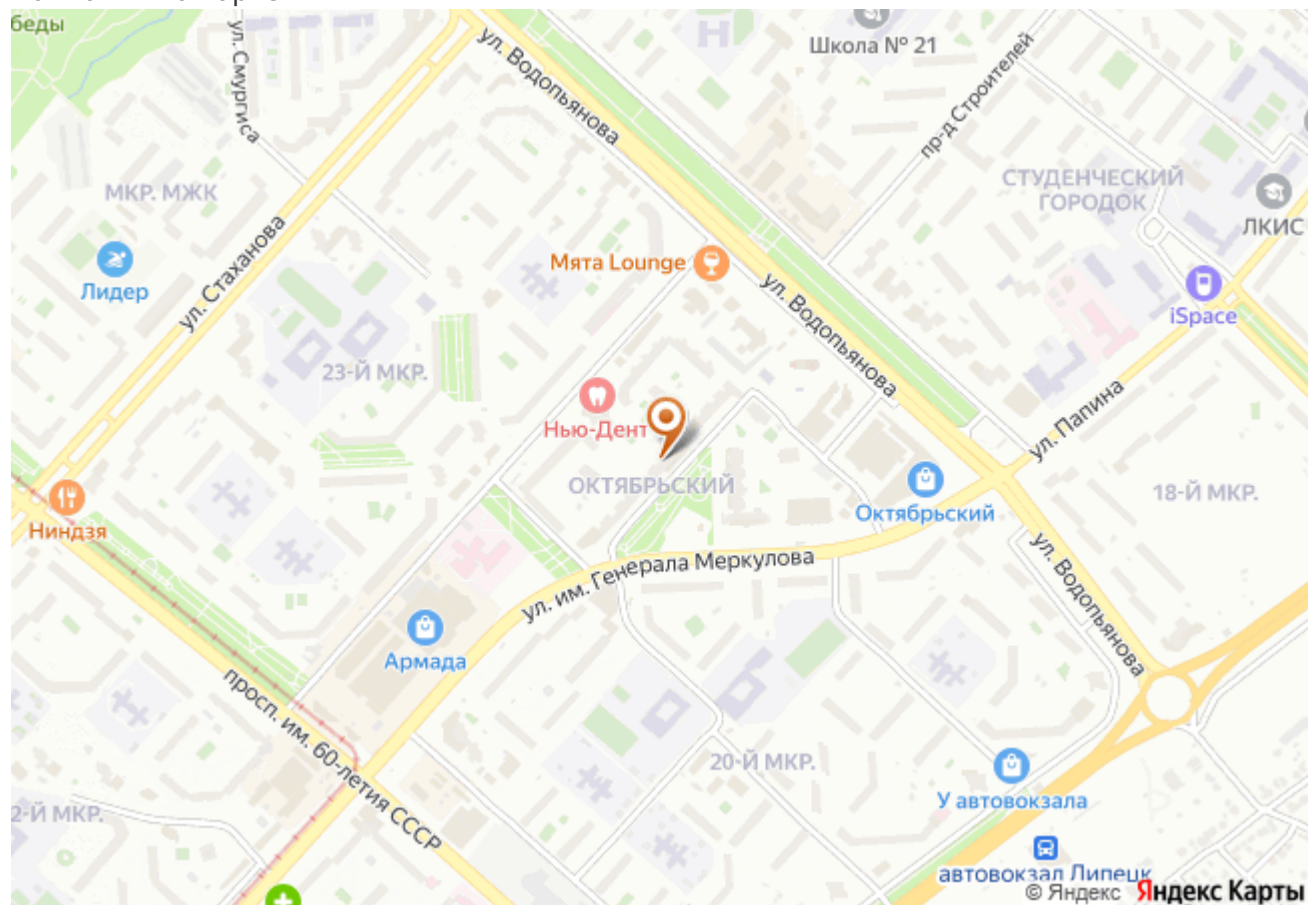 беды
ул. Смургиса
ул. Водопьянова
Школа № 21
пр-д Строителей
МКР. МЖК
СТУДЕНЧЕСКИЙ
ГОРОДОК
ЛКИС
Лидер
ул. Стаханова
Мята Lounge
ул. Водопьянова
iSpace
23-Й МКР.
Нью-Дент
ул. Папина
ОКТЯБРЬСКИЙ
Октябрьский
18-Й МКР.
Ниндзя
ул. им. Генерала Меркулова
ул. Водопьянова
Армада
просп. им. 60-летия СССР
20-Й МКР.
У автовокзала
2-Й МКР.
автовокзал Липецк
© Яндекс Яндекс Карты